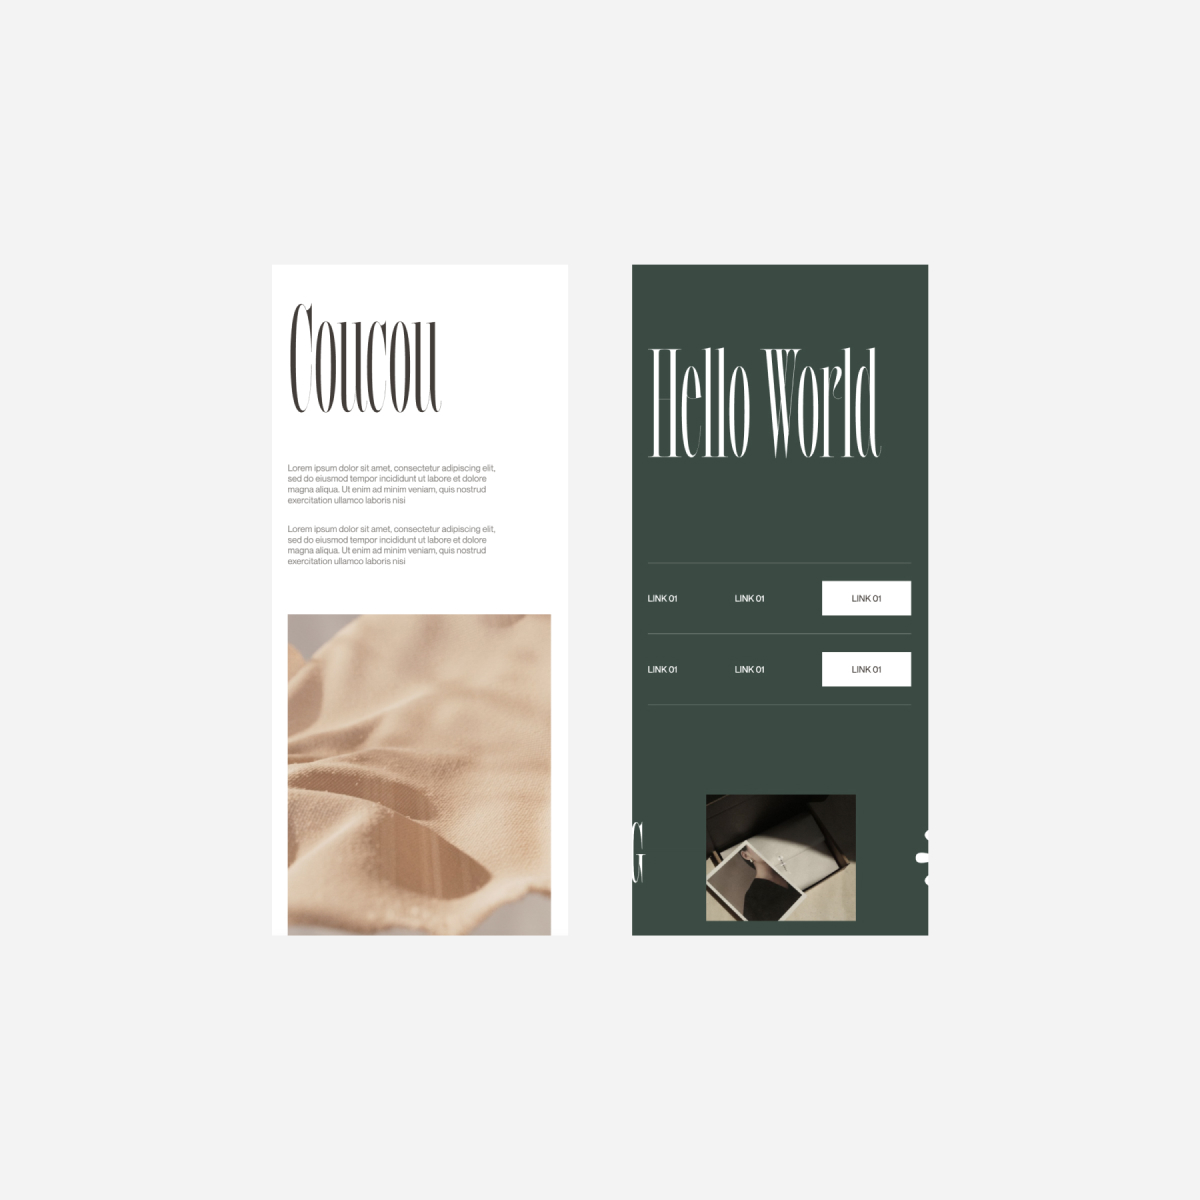 Coucou
Lorem ipsum dolor sit amet, consectetur adipiscing elit,
sed do eiusmod tempor incididunt ut labore et dolore
magna aliqua. Ut enim ad minim veniam, quis nostrud
exercitation ullamco laboris nisi
Lorem ipsum dolor sit amet, consectetur adipiscing elit,
sed do eiusmod tempor incididunt ut labore et dolore
magna aliqua. Ut enim ad minim veniam, quis nostrud
exercitation ullamco laboris nisi
Hello World
LINK 01 LINK 01 LINK 01
LINK 01 LINK 01 LINK 01
G